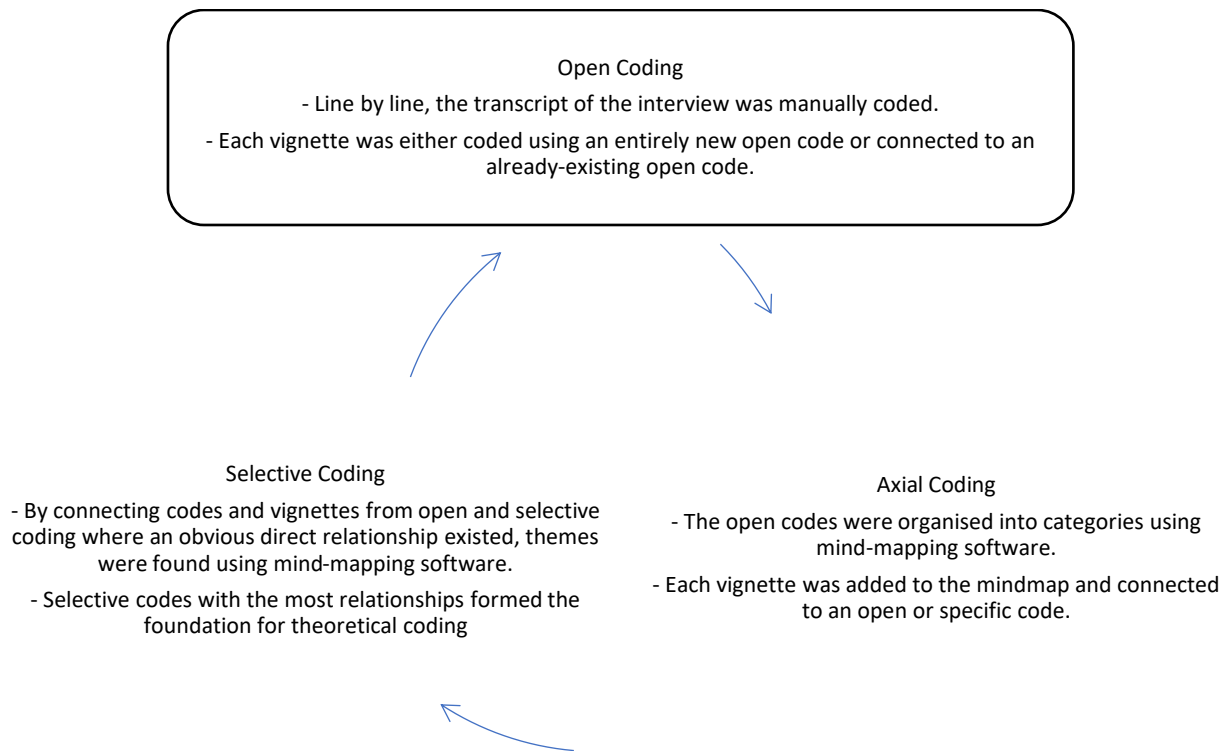 Open Coding
- Line by line, the transcript of the interview was manually coded.
- Each vignette was either coded using an entirely new open code or connected to an
already-existing open code.
Selective Coding
- By connecting codes and vignettes from open and selective
coding where an obvious direct relationship existed, themes
were found using mind-mapping software.
- Selective codes with the most relationships formed the
foundation for theoretical coding
Axial Coding
- The open codes were organised into categories using
mind-mapping software.
- Each vignette was added to the mindmap and connected
to an open or specific code.